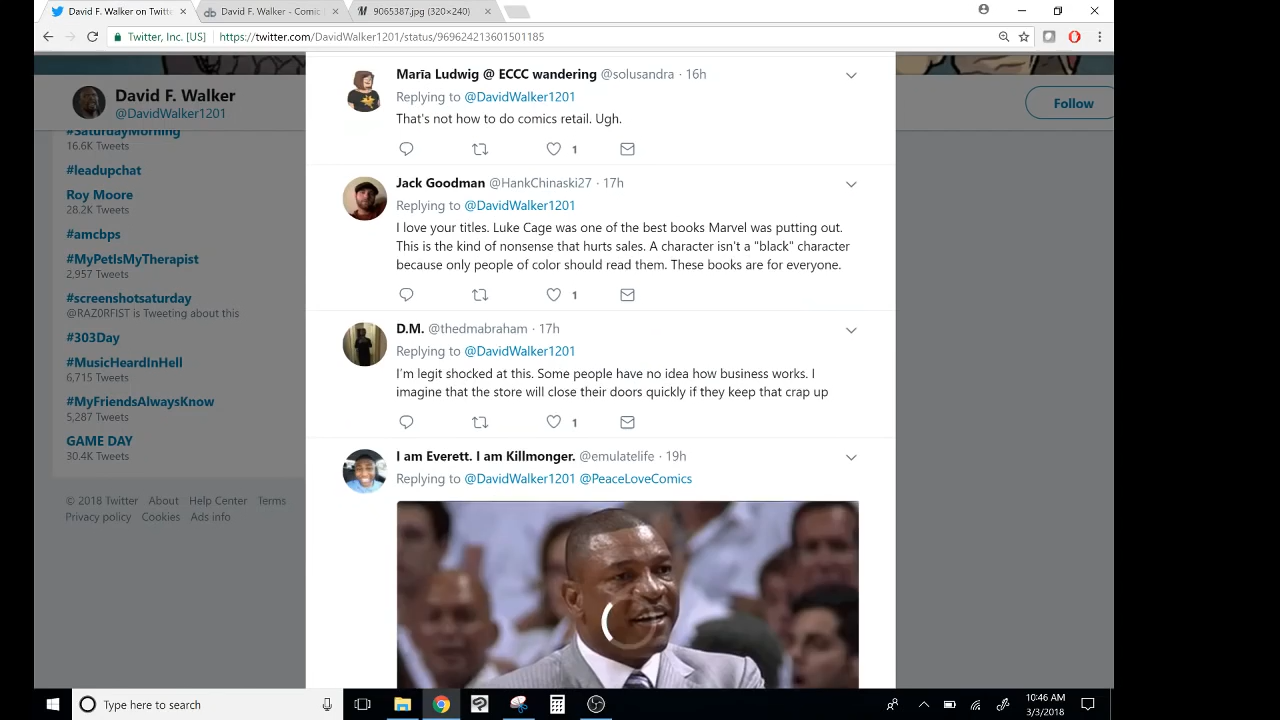 David F. Walker on Twitte
David F. Walker - Comic
9065387.jpg (320×240)
Twitter, Inc. [US]
https://twitter.com/DavidWalker1201/status/969624213601501185
David F. Walker
@DavidWalker1201
Follow
#SaturdayMorning
16.6K Tweets
#leadupchat
Roy Moore
28.2K Tweets
#amcbps
#MyPetIsMyTherapist
2,957 Tweets
#screenshotsaturday
@RAZ0RFIST is Tweeting about this
#303Day
#MusicHeardInHell
6,715 Tweets
#MyFriendsAlwaysKnow
5,287 Tweets
GAME DAY
30.4K Tweets
© 2018 Twitter About Help Center Terms
Privacy policy Cookies Ads info
Marīa Ludwig @ ECCC wandering @solusandra · 16h
Replying to @DavidWalker1201
That's not how to do comics retail. Ugh.
1
Jack Goodman @HankChinaski27 · 17h
Replying to @DavidWalker1201
I love your titles. Luke Cage was one of the best books Marvel was putting out.
This is the kind of nonsense that hurts sales. A character isn't a "black" character
because only people of color should read them. These books are for everyone.
1
D.M. @thedmabraham · 17h
Replying to @DavidWalker1201
I'm legit shocked at this. Some people have no idea how business works. I
imagine that the store will close their doors quickly if they keep that crap up
1
I am Everett. I am Killmonger. @emulatelife · 19h
Replying to @DavidWalker1201 @PeaceLoveComics
Type here to search
10:46 AM
3/3/2018